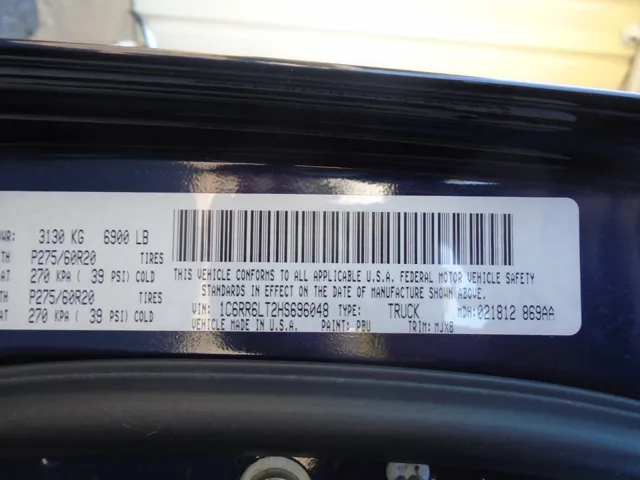 3130 KG 6900 LB
P275/60R20 TIRES
270 KPA ( 39 PSI) COLD
P275/60R20 TIRES
270 KPA ( 39 PSI) COLD
THIS VEHICLE CONFORMS TO ALL APPLICABLE U.S.A. FEDERAL MOTOR VEHICLE SAFETY
STANDARDS IN EFFECT ON THE DATE OF MANUFACTURE SHOWN ABOVE.
VIN: 1C6RR6LT2HS696048 TYPE: TRUCK MDH: 021812 869AA
VEHICLE MADE IN U.S.A. PAINT: PBU TRIM: MJX8